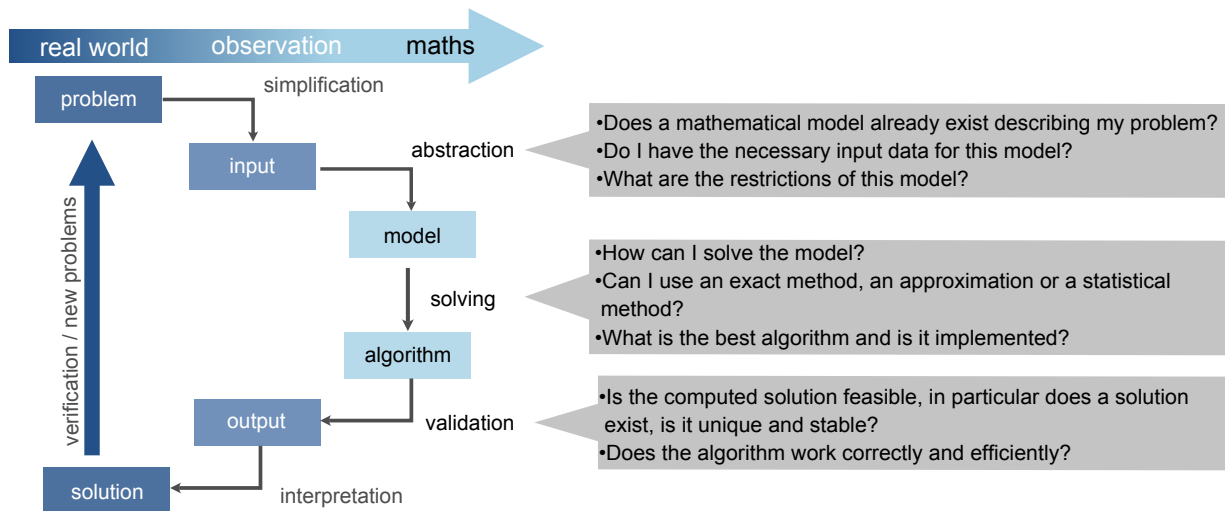 real world observation maths
simplification
problem
•Does a mathematical model already exist describing my problem?
abstraction
•Do I have the necessary input data for this model?
input
•What are the restrictions of this model?
model
•How can I solve the model?
•Can I use an exact method, an approximation or a statistical
solving
method?
•What is the best algorithm and is it implemented?
algorithm
•Is the computed solution feasible, in particular does a solution
output
validation
exist, is it unique and stable?
•Does the algorithm work correctly and efficiently?
solution
interpretation
verification / new problems